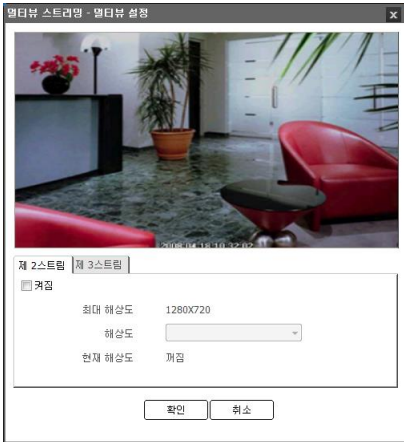 멀티뷰 스트리밍 - 멀티뷰 설정
x
2008-04-18 10:32:02
제 2스트림 제 3스트림
켜짐
최대 해상도 1280X720
해상도
현재 해상도 꺼짐
확인 취소